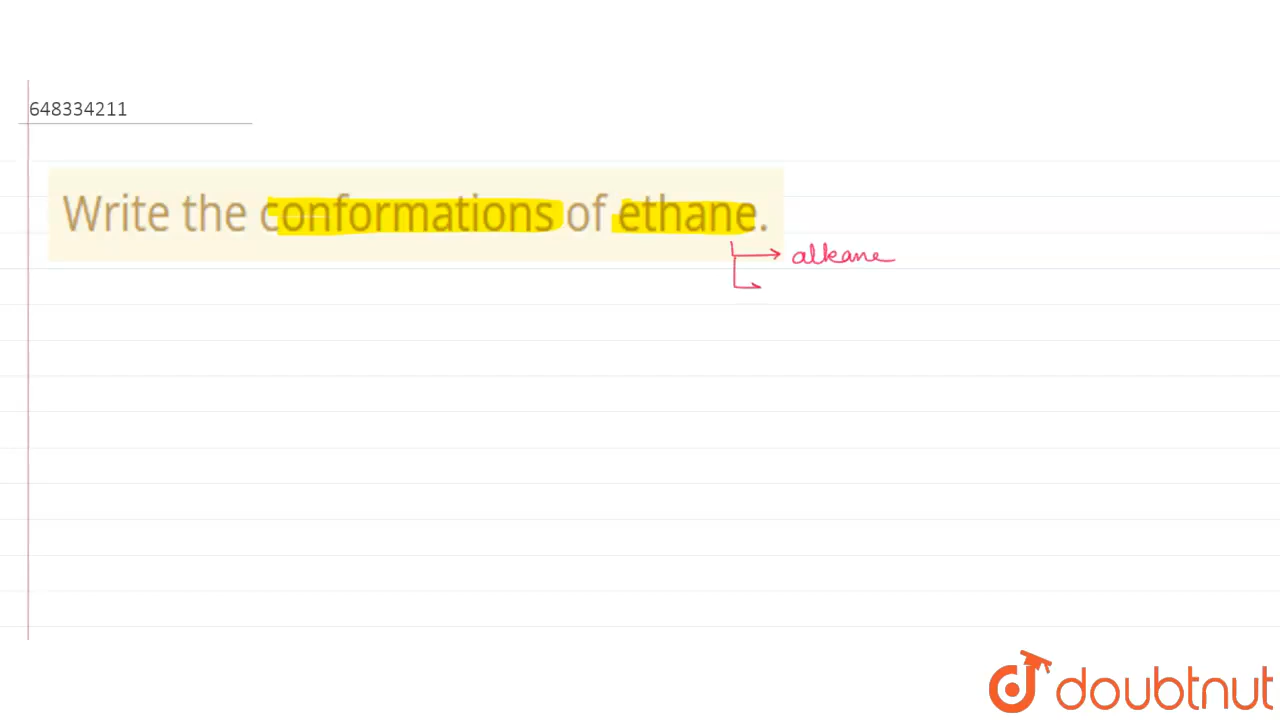 648334211
Write the conformations of ethane.
alkane
doubtnut